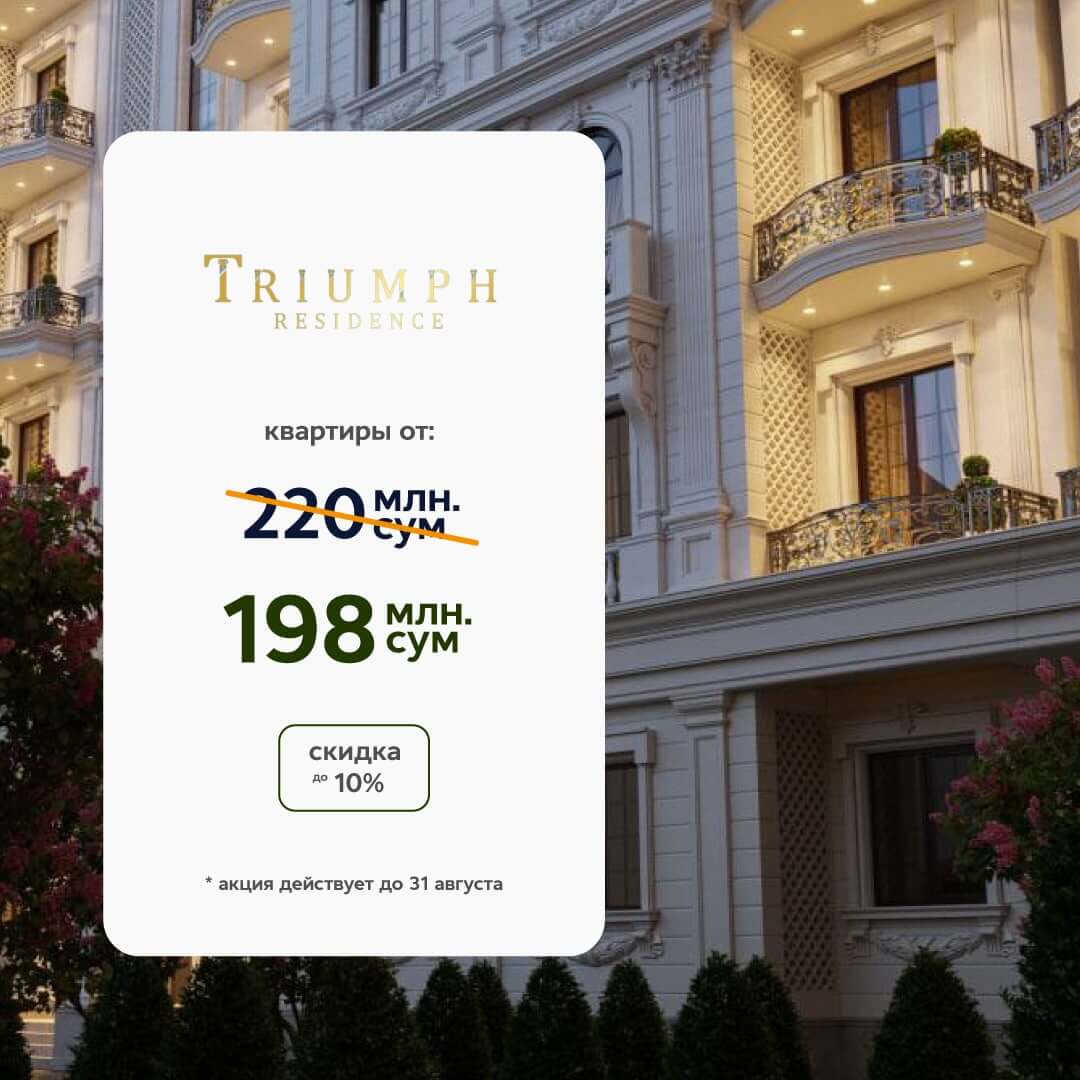 TRIUMPH
RESIDENCE
квартиры от:
220 млн.
сум
198 млн.
сум
скидка
до 10%
* акция действует до 31 августа